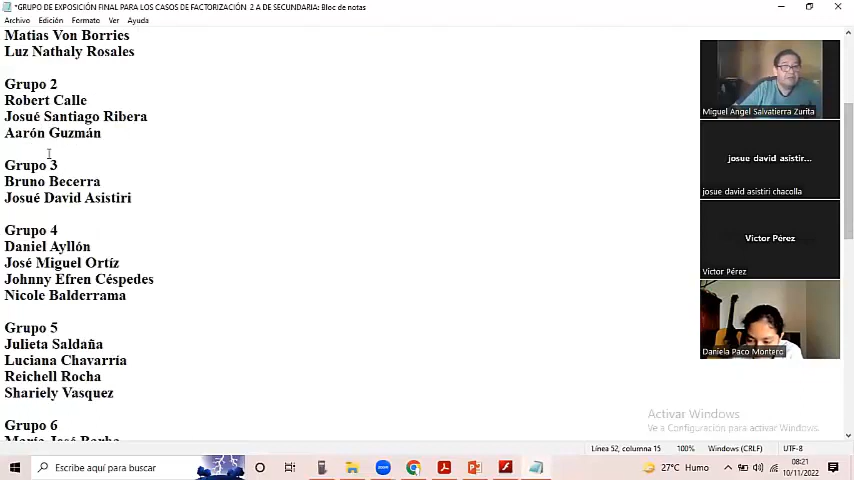 *GRUPO DE EXPOSICIÓN FINAL PARA LOS CASOS DE FACTORIZACIÓN 2 A DE SECUNDARIA: Bloc de notas
Archivo Edición Formato Ver Ayuda
Matias Von Borries
Luz Nathaly Rosales
Grupo 2
Robert Calle
Josué Santiago Ribera
Aarón Guzmán
Grupo 3
Bruno Becerra
Josué David Asistiri
Grupo 4
Daniel Ayllón
José Miguel Ortíz
Johnny Efren Céspedes
Nicole Balderrama
Grupo 5
Julieta Saldaña
Luciana Chavarría
Reichell Rocha
Shariely Vasquez
Grupo 6
María José Barba
Miguel Angel Salvatierra Zurita
josue david asistir...
josue david asistiri chacolla
Victor Pérez
Victor Pérez
Daniela Paco Montero
Activar Windows
Ve a Configuración para activar Windows.
Línea 52, columna 15 100% Windows (CRLF) UTF-8
Escribe aquí para buscar
27°C Humo
08:21
10/11/2022